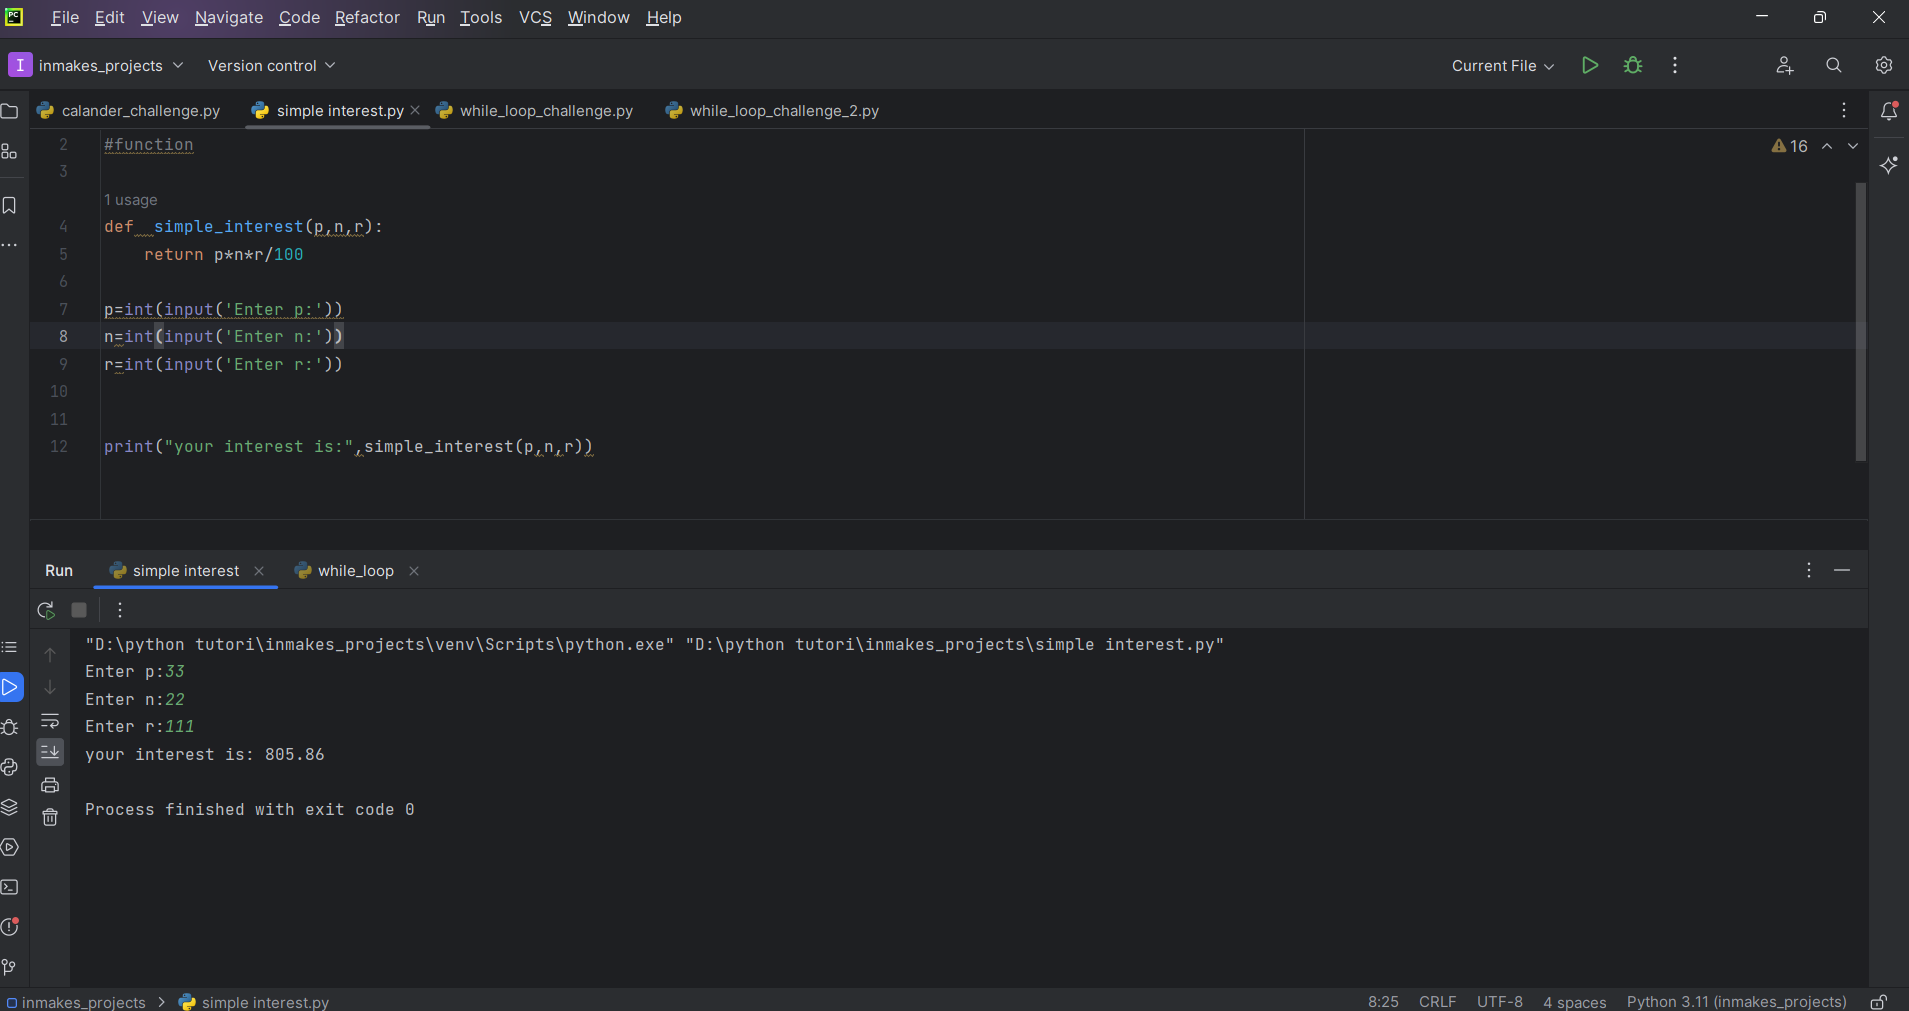 PC
File Edit View Navigate Code Refactor Run Tools VCS Window Help
I inmakes_projects Version control Current File
calander_challenge.py simple interest.py while_loop_challenge.py while_loop_challenge_2.py
2 #function 16
3
1 usage
4 def  simple_interest(p,n,r):
5     return p*n*r/100
6
7 p=int(input('Enter p:'))
8 n=int(input('Enter n:'))
9 r=int(input('Enter r:'))
10
11
12 print("your interest is:",simple_interest(p,n,r))
Run simple interest while_loop
"D:\python tutori\inmakes_projects\venv\Scripts\python.exe" "D:\python tutori\inmakes_projects\simple interest.py"
Enter p:33
Enter n:22
Enter r:111
your interest is: 805.86
Process finished with exit code 0
inmakes_projects > simple interest.py 8:25 CRLF UTF-8 4 spaces Python 3.11 (inmakes_projects)